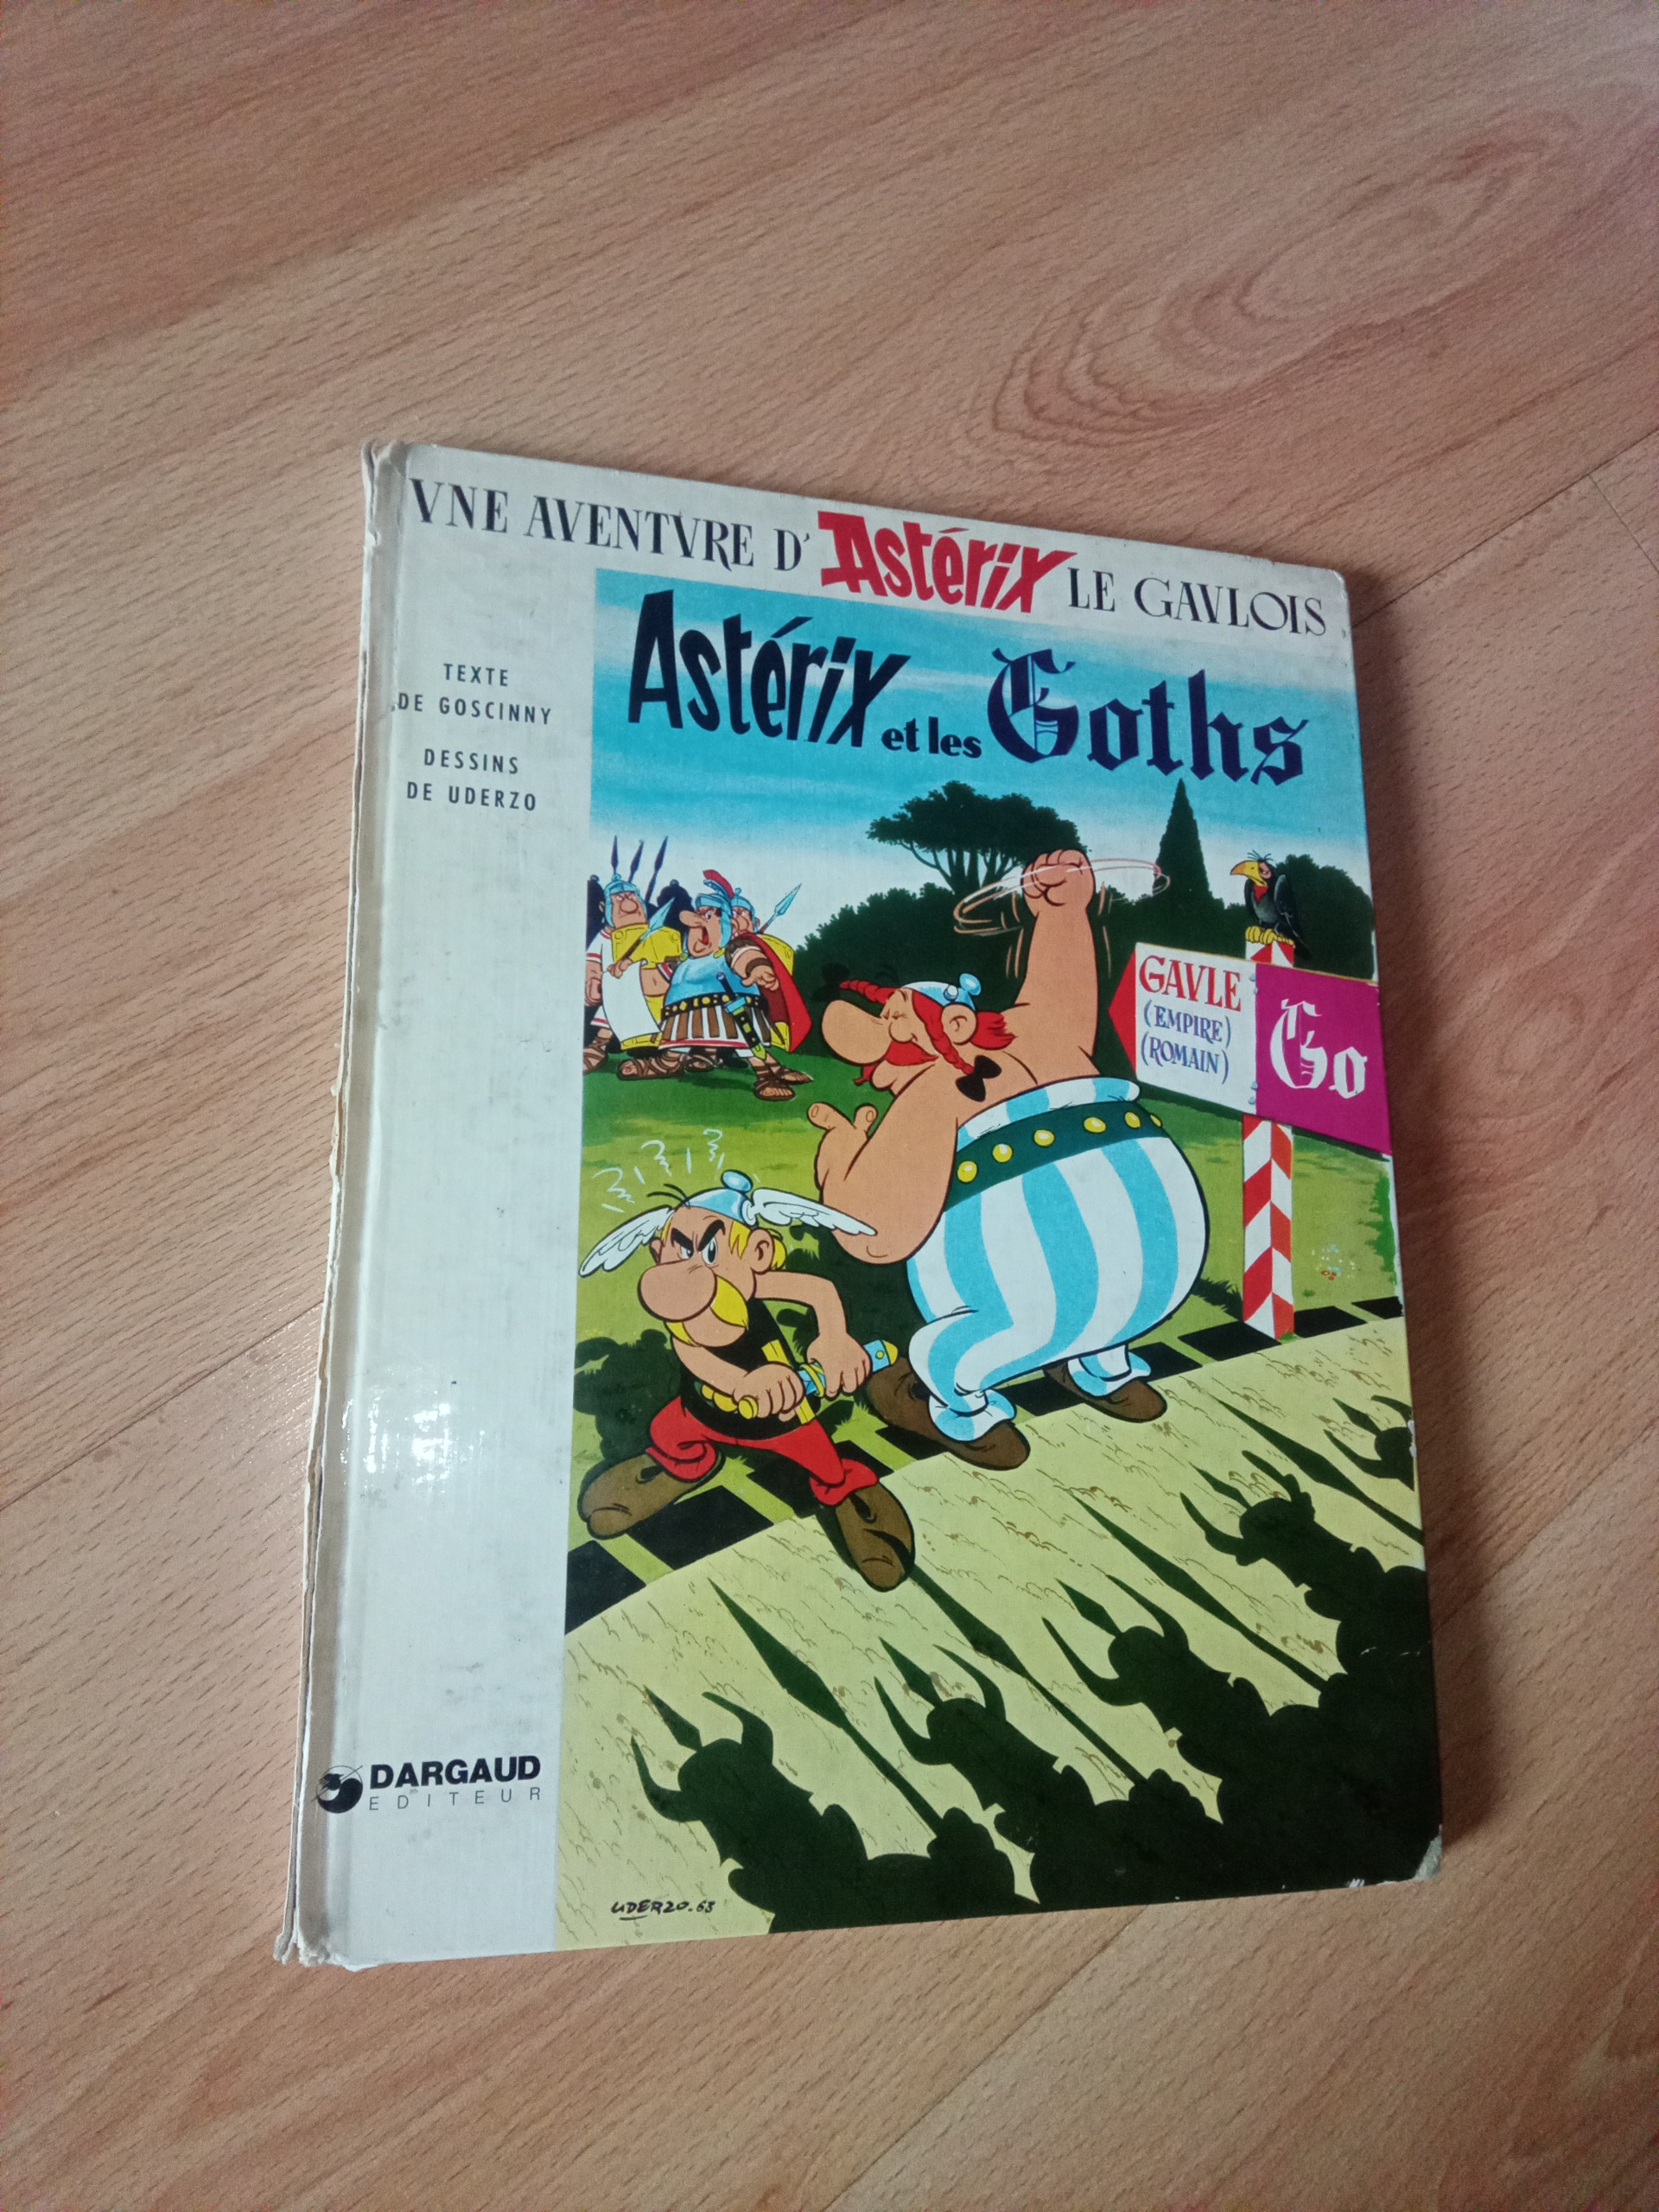 VNE AVENTVRE D'Astérix LE GAVLOIS
Astérix et les Goths
TEXTE
DE GOSCINNY
DESSINS
DE UDERZO
GAVLE
(EMPIRE)
(ROMAIN)
Go
DARGAUD
EDITEUR
UDERZO-63